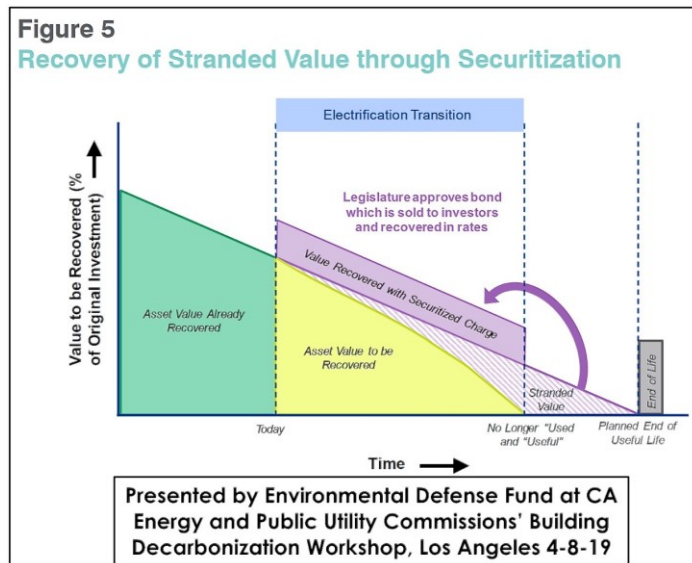 Figure 5
Recovery of Stranded Value through Securitization
Electrification Transition
Value to be Recovered (%
of Original Investment)
Legislature approves bond
which is sold to investors
and recovered in rates
Value Recovered with Securitized Charge
Asset Value Already
Recovered
Asset Value to be
Recovered
Stranded
Value
End of Life
Today
No Longer "Used
and "Useful"
Planned End of
Useful Life
Time
Presented by Environmental Defense Fund at CA
Energy and Public Utility Commissions' Building
Decarbonization Workshop, Los Angeles 4-8-19